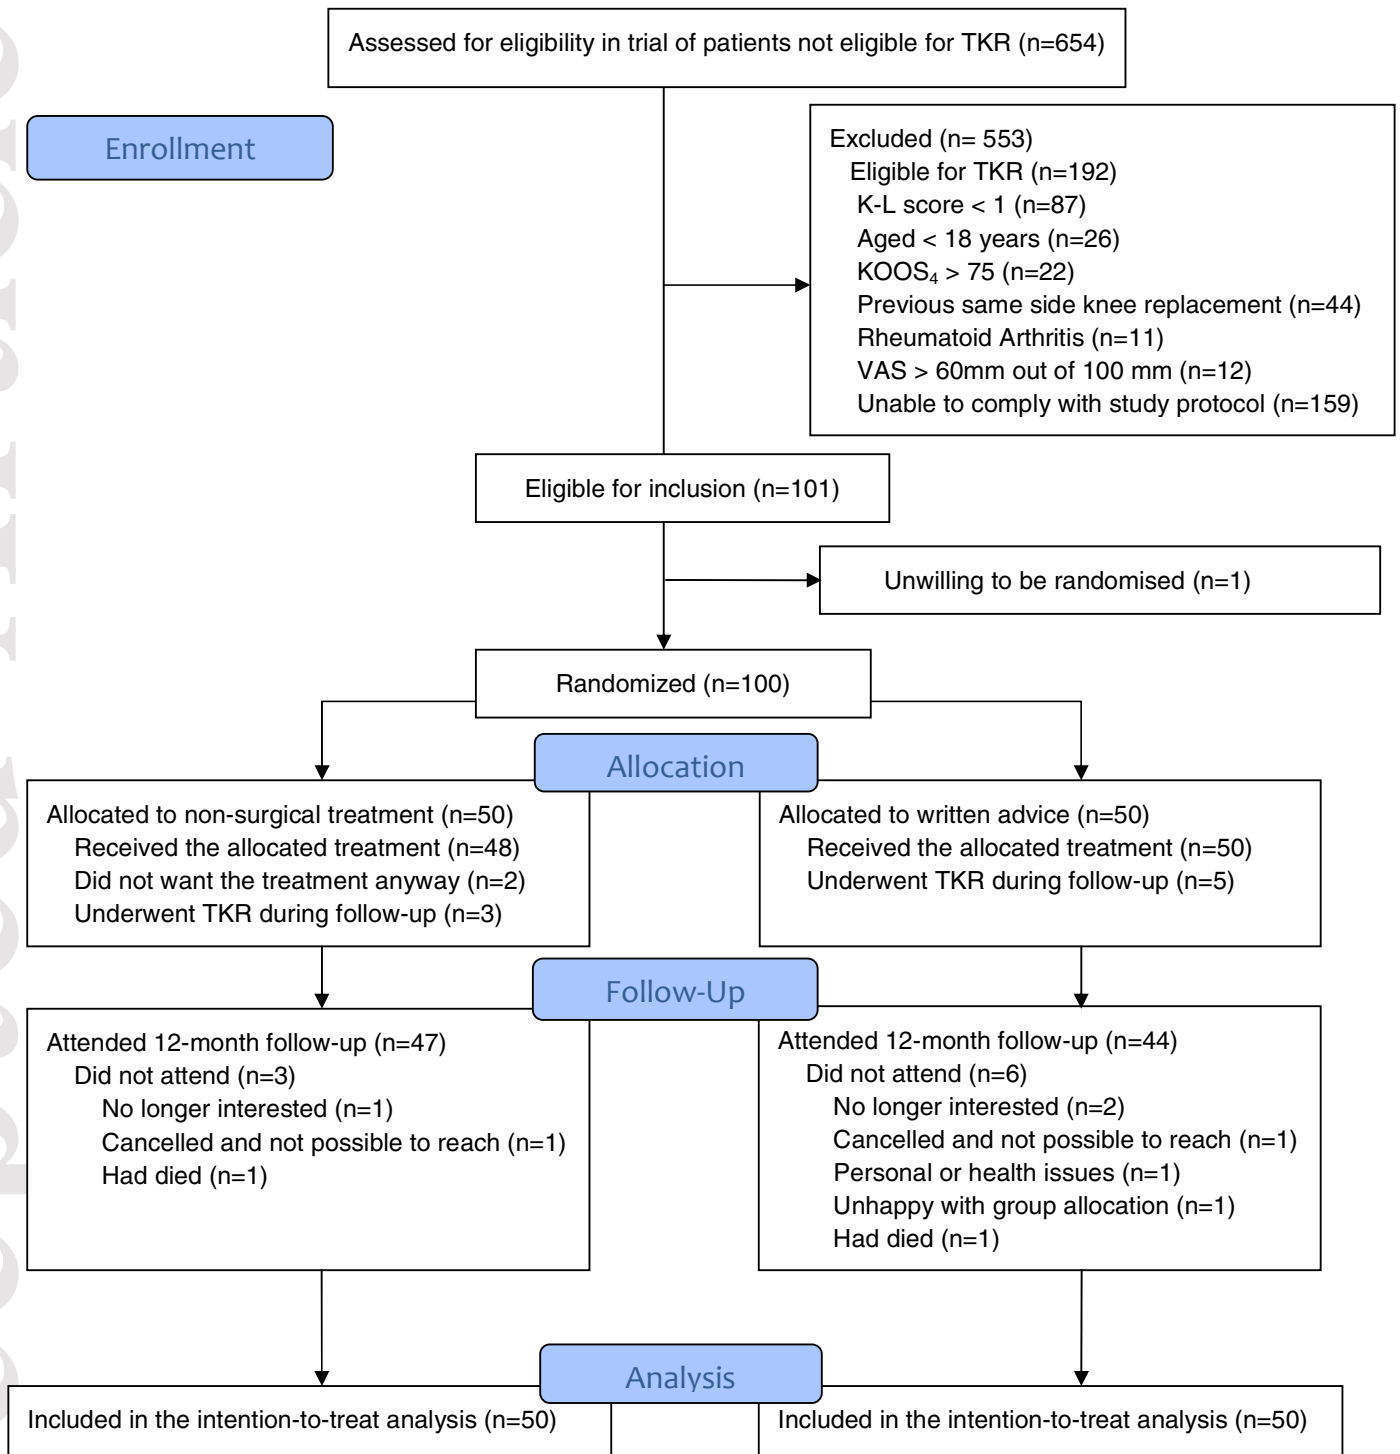 Assessed for eligibility in trial of patients not eligible for TKR (n=654)
Enrollment
Excluded (n= 553)
Eligible for TKR (n=192)
K-L score < 1 (n=87)
Aged < 18 years (n=26)
KOOS₄ > 75 (n=22)
Previous same side knee replacement (n=44)
Rheumatoid Arthritis (n=11)
VAS > 60mm out of 100 mm (n=12)
Unable to comply with study protocol (n=159)
Eligible for inclusion (n=101)
Unwilling to be randomised (n=1)
Randomized (n=100)
Allocation
Allocated to non-surgical treatment (n=50)
Received the allocated treatment (n=48)
Did not want the treatment anyway (n=2)
Underwent TKR during follow-up (n=3)
Allocated to written advice (n=50)
Received the allocated treatment (n=50)
Underwent TKR during follow-up (n=5)
Follow-Up
Attended 12-month follow-up (n=47)
Did not attend (n=3)
No longer interested (n=1)
Cancelled and not possible to reach (n=1)
Had died (n=1)
Attended 12-month follow-up (n=44)
Did not attend (n=6)
No longer interested (n=2)
Cancelled and not possible to reach (n=1)
Personal or health issues (n=1)
Unhappy with group allocation (n=1)
Had died (n=1)
Analysis
Included in the intention-to-treat analysis (n=50)
Included in the intention-to-treat analysis (n=50)